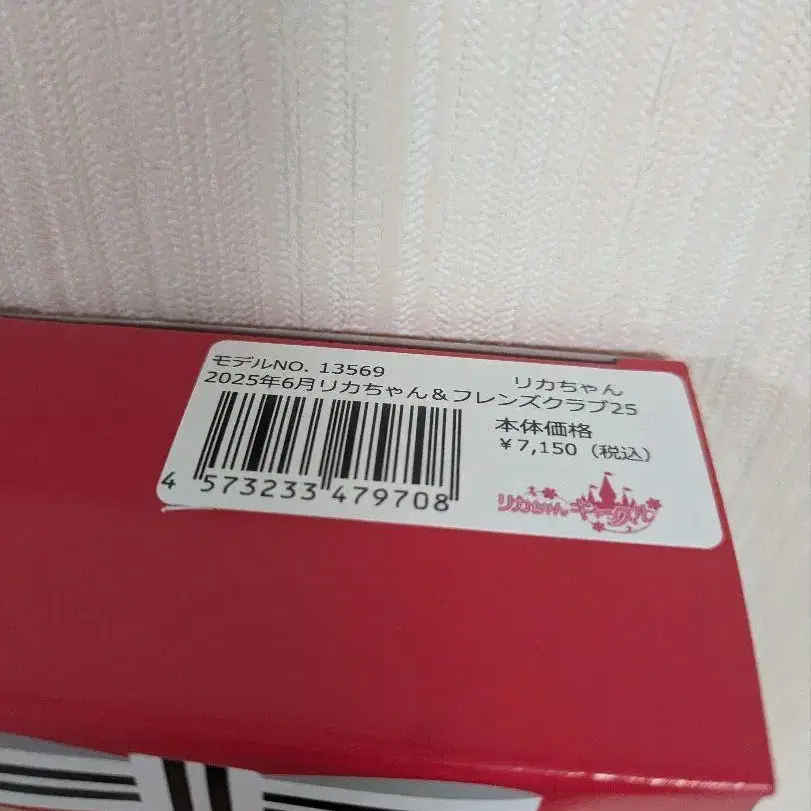 モデルNO. 13569
リカちゃん
2025年6月リカちゃん＆フレンズクラブ25
本体価格
￥7,150（税込）
4 573233 479708
リカちゃんキャッスル